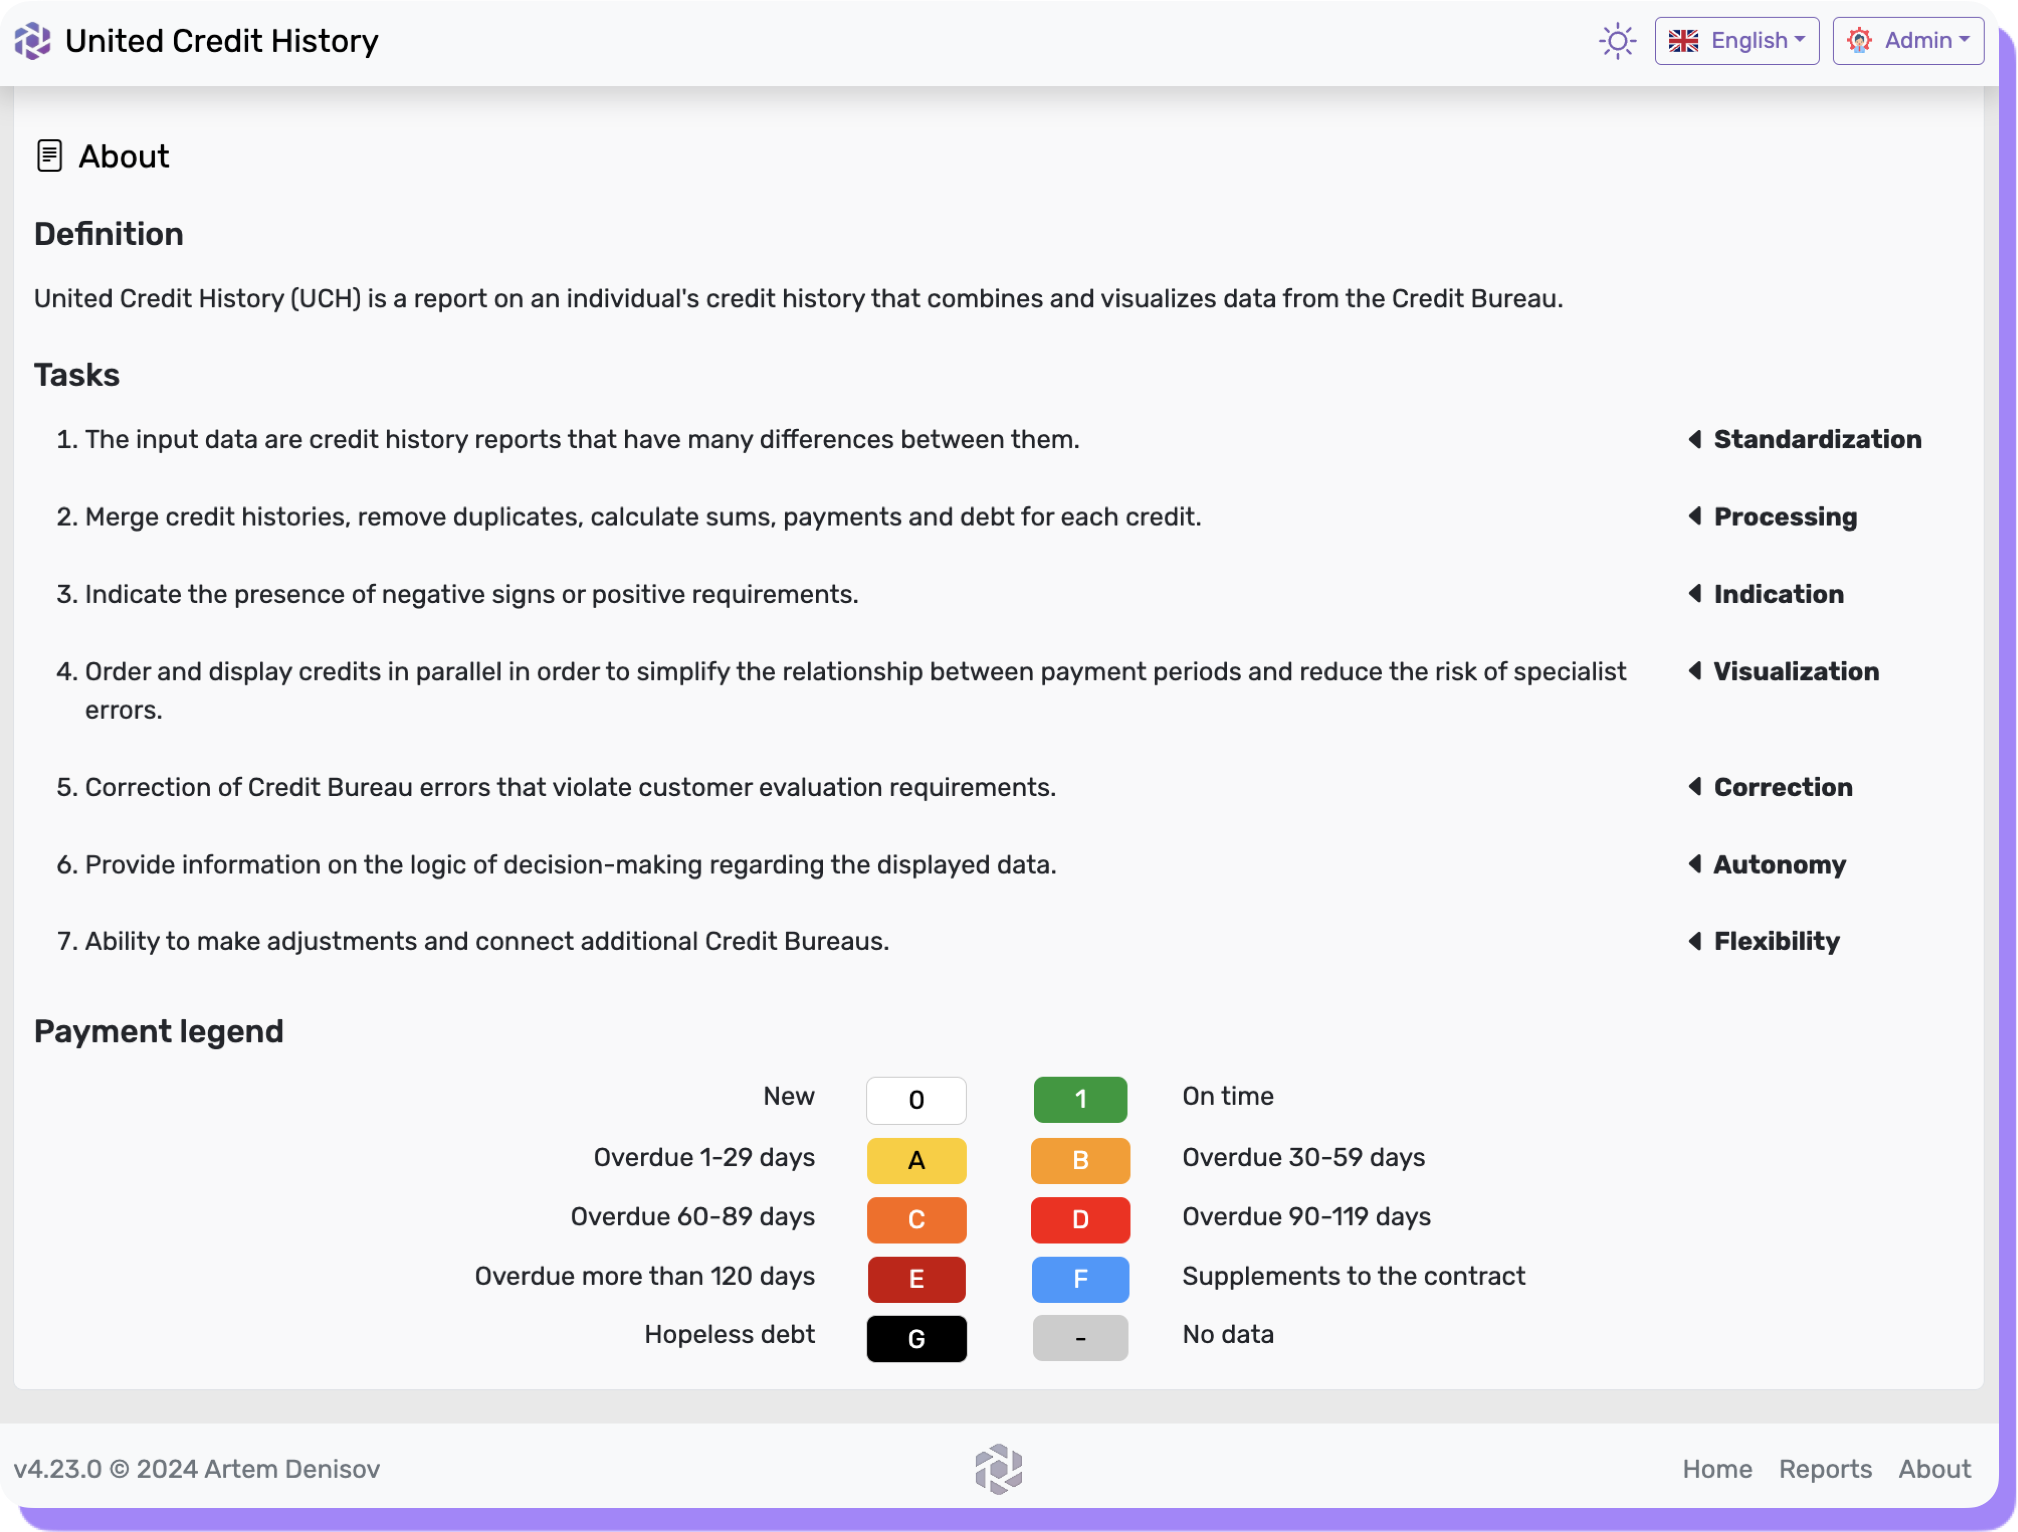 United Credit History
English
Admin
About
Definition
United Credit History (UCH) is a report on an individual's credit history that combines and visualizes data from the Credit Bureau.
Tasks
1. The input data are credit history reports that have many differences between them.
Standardization
2. Merge credit histories, remove duplicates, calculate sums, payments and debt for each credit.
Processing
3. Indicate the presence of negative signs or positive requirements.
Indication
4. Order and display credits in parallel in order to simplify the relationship between payment periods and reduce the risk of specialist
errors.
Visualization
5. Correction of Credit Bureau errors that violate customer evaluation requirements.
Correction
6. Provide information on the logic of decision-making regarding the displayed data.
Autonomy
7. Ability to make adjustments and connect additional Credit Bureaus.
Flexibility
Payment legend
New 0 1 On time
Overdue 1-29 days A B Overdue 30-59 days
Overdue 60-89 days C D Overdue 90-119 days
Overdue more than 120 days E F Supplements to the contract
Hopeless debt G - No data
v4.23.0 © 2024 Artem Denisov
Home Reports About